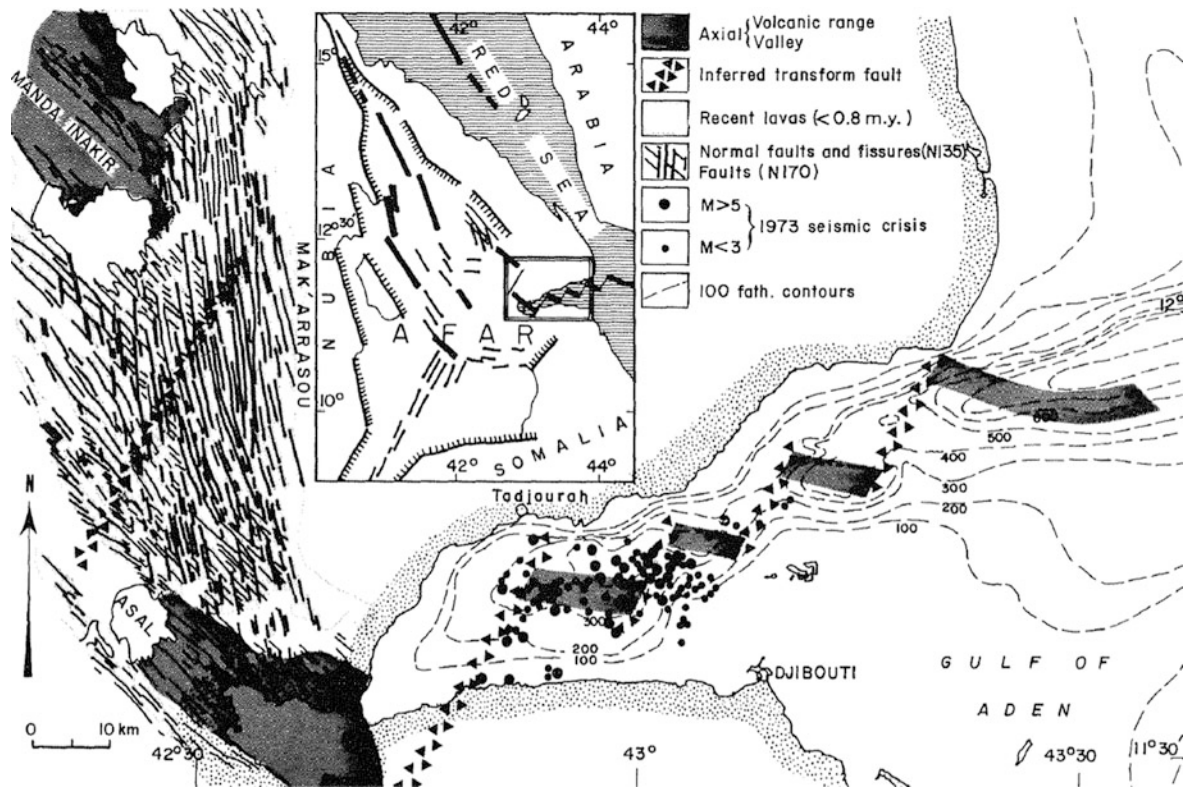 MANDA INAKIR
MAK'ARRASOU
N
0 10 km
42°30
ASAL
42° 44°
15°
12°30
10°
RED SEA
ARABIA
NUBIA
AFAR
SOMALIA
42° 44°
Axial { Volcanic range
Valley
Inferred transform fault
Recent lavas (< 0.8 m.y.)
Normal faults and fissures (N135)
Faults (N170)
M>5
M<3
} 1973 seismic crisis
100 fath. contours
12°
600
500
400
300
200
100
Tadjourah
300
200
100
DJIBOUTI
GULF OF
ADEN
43°
43°30
11°30